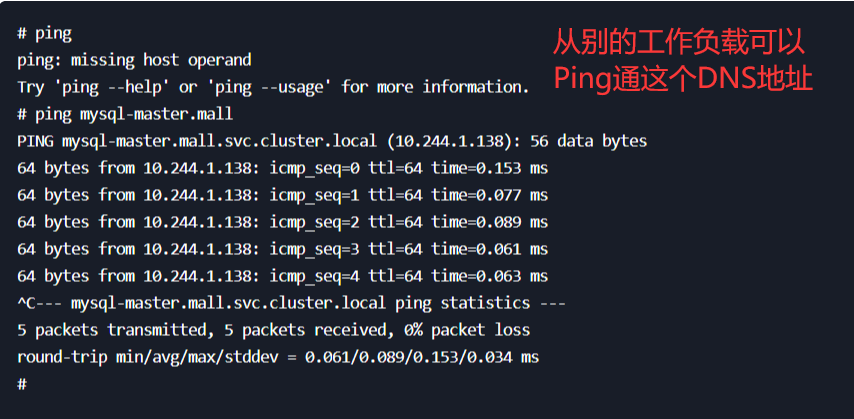 # ping
ping: missing host operand
Try 'ping --help' or 'ping --usage' for more information.
# ping mysql-master.mall
PING mysql-master.mall.svc.cluster.local (10.244.1.138): 56 data bytes
64 bytes from 10.244.1.138: icmp_seq=0 ttl=64 time=0.153 ms
64 bytes from 10.244.1.138: icmp_seq=1 ttl=64 time=0.077 ms
64 bytes from 10.244.1.138: icmp_seq=2 ttl=64 time=0.089 ms
64 bytes from 10.244.1.138: icmp_seq=3 ttl=64 time=0.061 ms
64 bytes from 10.244.1.138: icmp_seq=4 ttl=64 time=0.063 ms
^C--- mysql-master.mall.svc.cluster.local ping statistics ---
5 packets transmitted, 5 packets received, 0% packet loss
round-trip min/avg/max/stddev = 0.061/0.089/0.153/0.034 ms
#
从别的工作负载可以
Ping通这个DNS地址